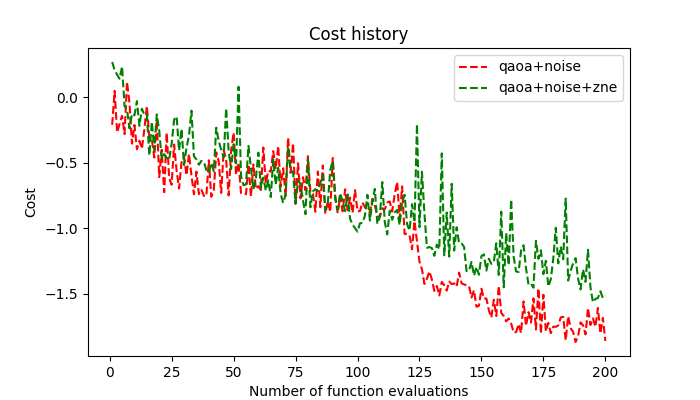 Cost history
qaoa+noise
qaoa+noise+zne
Cost
0.0
−0.5
−1.0
−1.5
0 25 50 75 100 125 150 175 200
Number of function evaluations